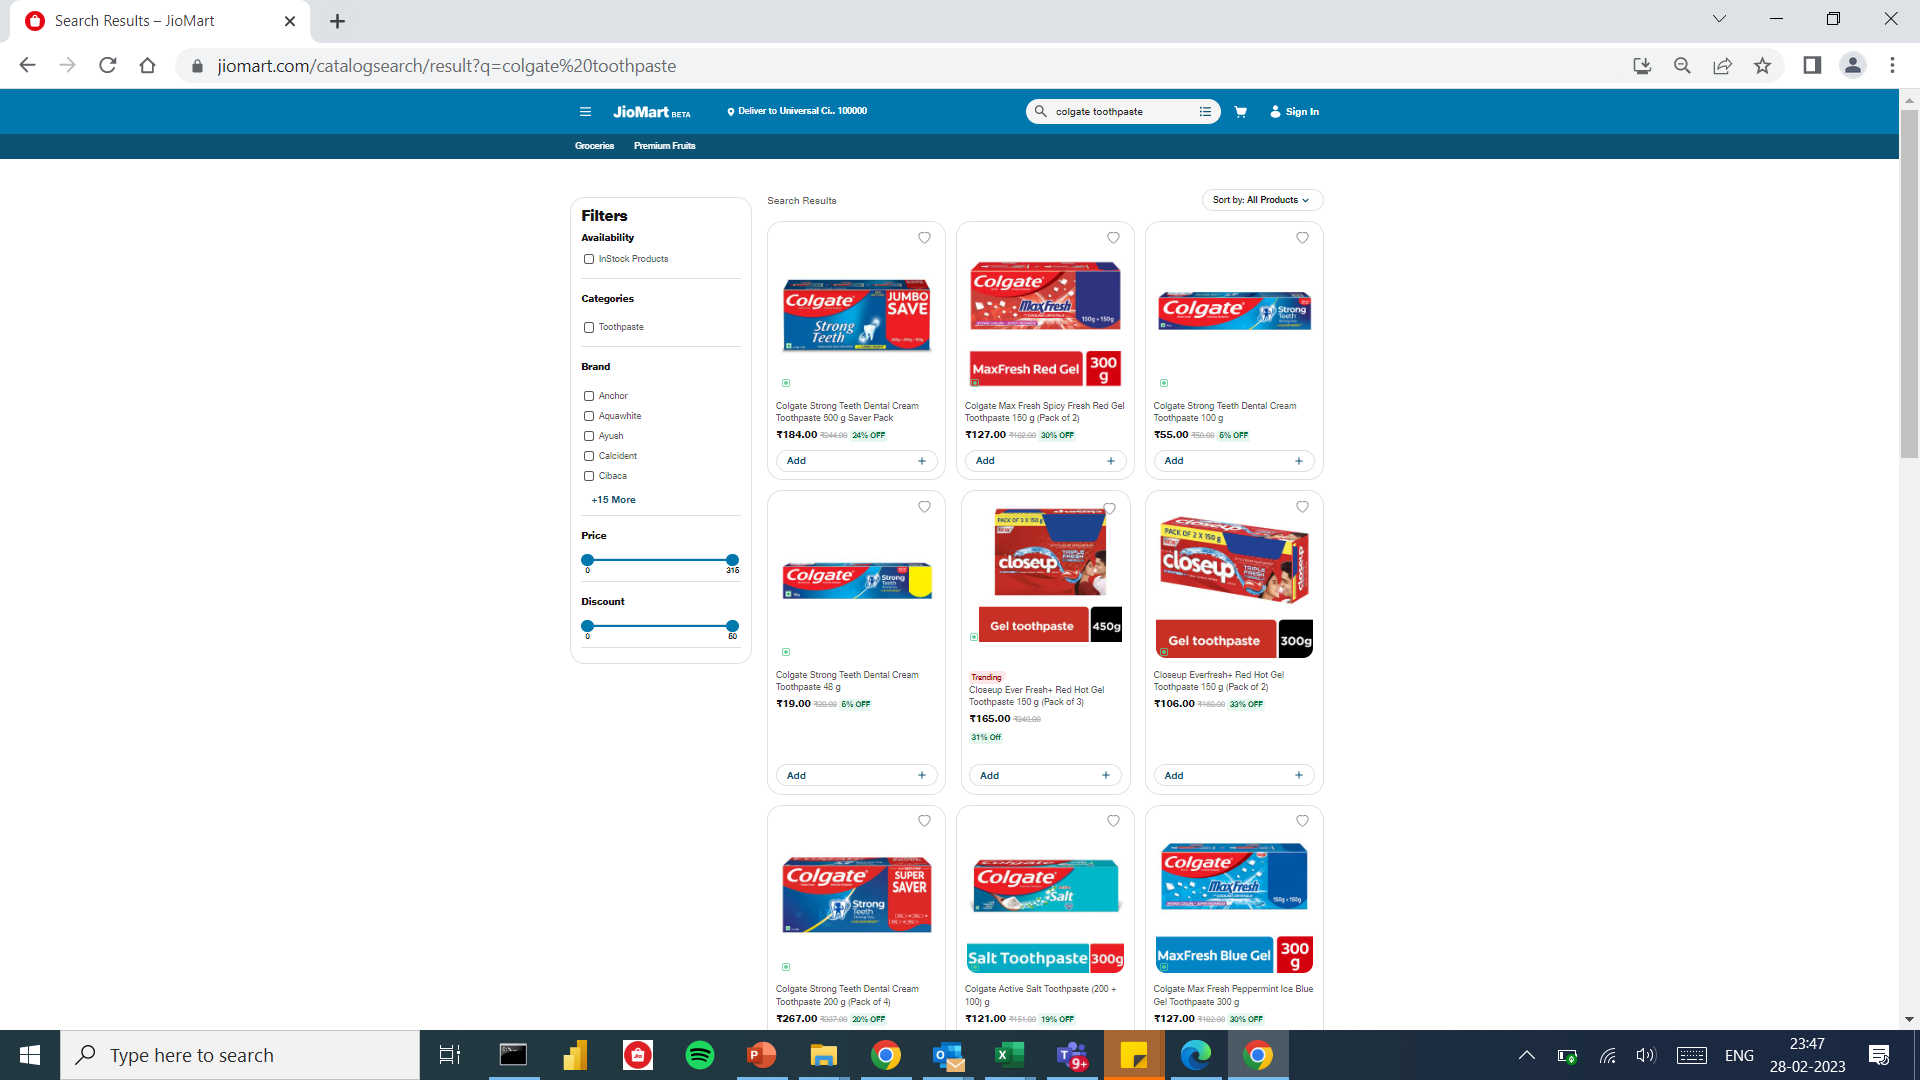 Search Results – JioMart
jiomart.com/catalogsearch/result?q=colgate%20toothpaste
JioMart BETA
Deliver to Universal Ci.. 100000
colgate toothpaste
Sign In
Groceries
Premium Fruits
Filters
Availability
InStock Products
Categories
Toothpaste
Brand
Anchor
Aquawhite
Ayush
Calcident
Cibaca
+15 More
Price
0
315
Discount
0
50
Search Results
Sort by: All Products
Colgate
JUMBO
SAVE
Strong
Teeth
Colgate Strong Teeth Dental Cream
Toothpaste 500 g Saver Pack
₹184.00 ₹244.00 24% OFF
Add +
Colgate
MaxFresh
150g + 150g
MaxFresh Red Gel
300
g
Colgate Max Fresh Spicy Fresh Red Gel
Toothpaste 150 g (Pack of 2)
₹127.00 ₹182.00 30% OFF
Add +
Colgate
Strong
Teeth
Colgate Strong Teeth Dental Cream
Toothpaste 100 g
₹55.00 ₹58.00 5% OFF
Add +
Colgate
Strong
Teeth
Colgate Strong Teeth Dental Cream
Toothpaste 48 g
₹19.00 ₹20.00 5% OFF
Add +
PACK OF 3 X 150 g
closeup
TRIPLE
FRESH
Gel toothpaste
450g
Trending
Closeup Ever Fresh+ Red Hot Gel
Toothpaste 150 g (Pack of 3)
₹165.00 ₹240.00
31% Off
Add +
closeup
PACK OF 2 X 150 g
closeup
TRIPLE
FRESH
Gel toothpaste
300g
Closeup Everfresh+ Red Hot Gel
Toothpaste 150 g (Pack of 2)
₹106.00 ₹160.00 33% OFF
Add +
Colgate
SUPER
SAVER
Strong
Teeth
Colgate Strong Teeth Dental Cream
Toothpaste 200 g (Pack of 4)
₹267.00 ₹337.00 20% OFF
Colgate
Salt
Salt Toothpaste
300g
Colgate Active Salt Toothpaste (200 +
100) g
₹121.00 ₹151.00 19% OFF
Colgate
MaxFresh
150g + 150g
MaxFresh Blue Gel
300
g
Colgate Max Fresh Peppermint Ice Blue
Gel Toothpaste 300 g
₹127.00 ₹182.00 30% OFF
Type here to search
9+
ENG
23:47
28-02-2023